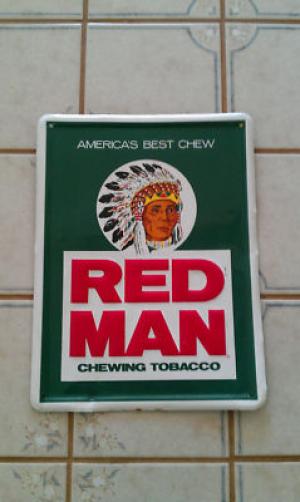 AMERICA'S BEST CHEW
RED
MAN
CHEWING TOBACCO